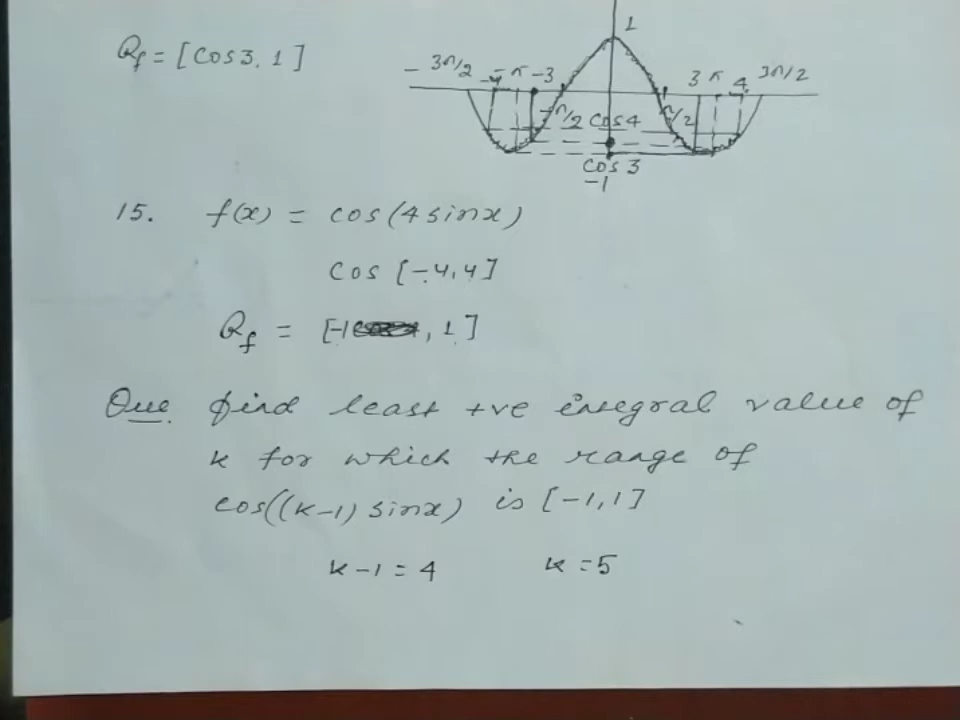 1
R_f = [cos3, 1]
- 3π/2 -4 -π -3 3 π 4 3π/2
-π/2 cos4 π/2
cos 3
-1
15. f(x) = cos(4 sinx)
cos [-4, 4]
R_f = [-1, 1]
Que. find least +ve integral value of
k for which the range of
cos((k-1) sinx) is [-1, 1]
k-1 = 4 k = 5